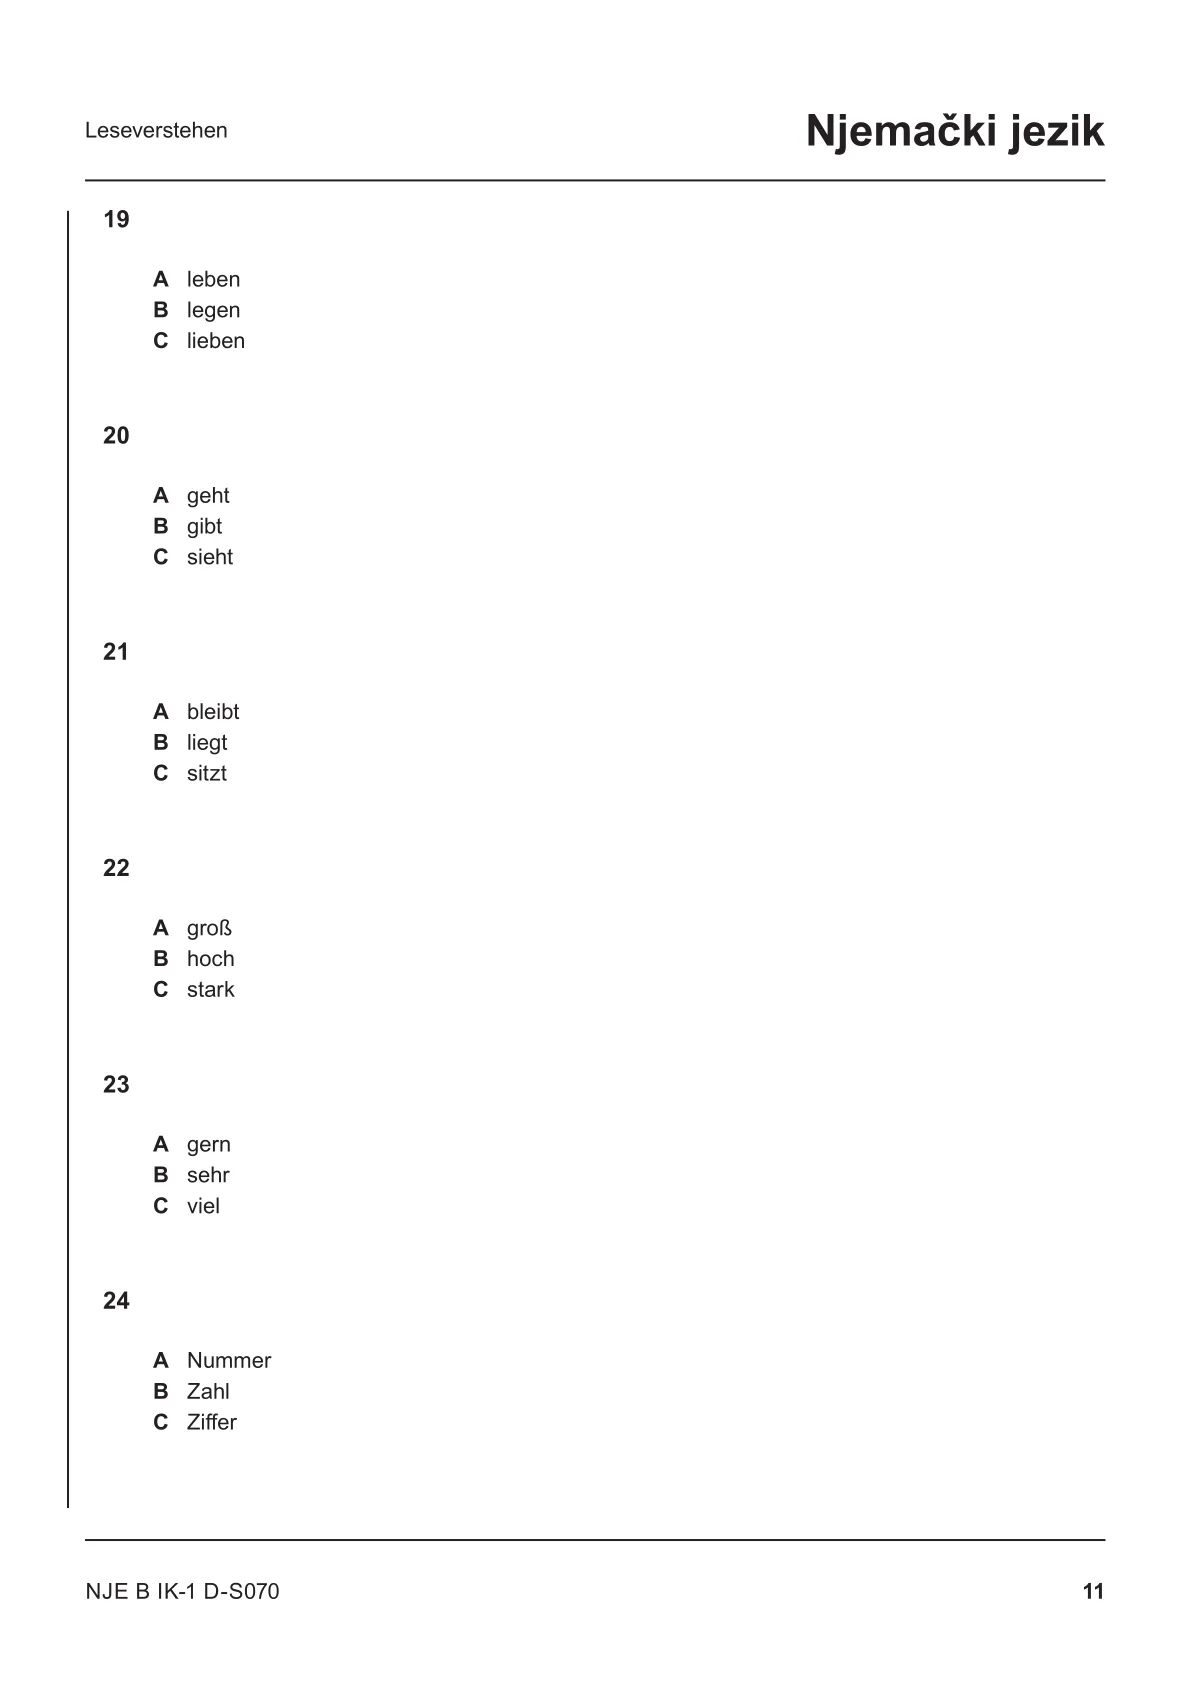 Leseverstehen
Njemački jezik
19
A leben
B legen
C lieben
20
A geht
B gibt
C sieht
21
A bleibt
B liegt
C sitzt
22
A groß
B hoch
C stark
23
A gern
B sehr
C viel
24
A Nummer
B Zahl
C Ziffer
NJE B IK-1 D-S070
11